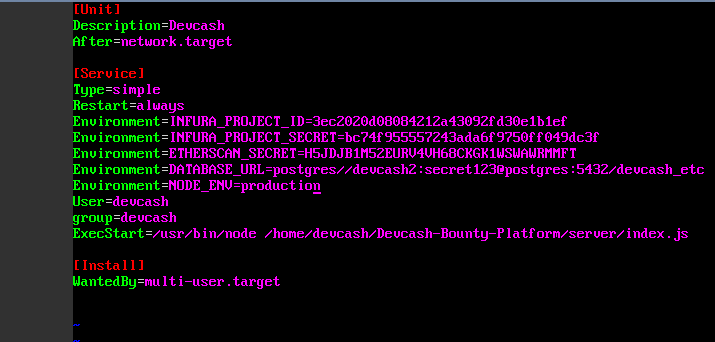 [Unit]
Description=Devcash
After=network.target
[Service]
Type=simple
Restart=always
Environment=INFURA_PROJECT_ID=3ec2020d08084212a43092fd30e1b1ef
Environment=INFURA_PROJECT_SECRET=bc74f955557243ada6f9750ff049dc3f
Environment=ETHERSCAN_SECRET=H5JDJB1M52EURV4VH68CKGK1WSWAWRMMFT
Environment=DATABASE_URL=postgres//devcash2:secret123@postgres:5432/devcash_etc
Environment=NODE_ENV=production
User=devcash
group=devcash
ExecStart=/usr/bin/node /home/devcash/Devcash-Bounty-Platform/server/index.js
[Install]
WantedBy=multi-user.target
~
~